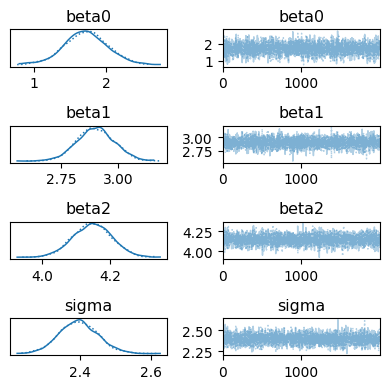 beta0 beta0
2
1
1 2 0 1000
beta1 beta1
3.00
2.75
2.75 3.00 0 1000
beta2 beta2
4.25
4.00
4.0 4.2 0 1000
sigma sigma
2.50
2.25
2.4 2.6 0 1000